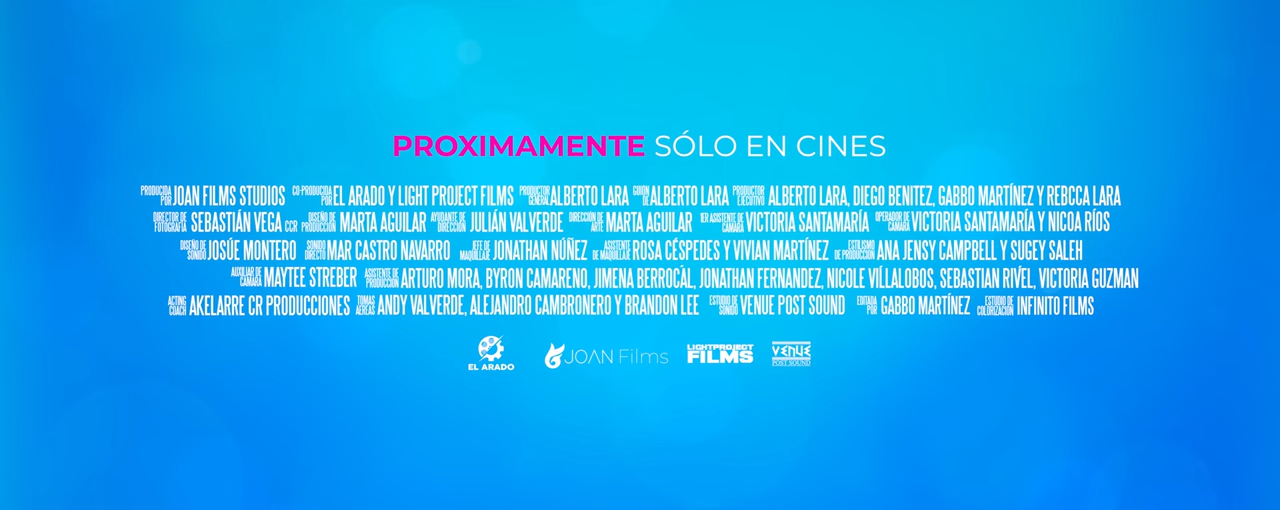 PROXIMAMENTE SÓLO EN CINES
PRODUCIDA POR JOAN FILMS STUDIOS CO-PRODUCIDA POR EL ARADO Y LIGHT PROJECT FILMS PRODUCTOR GENERAL ALBERTO LARA GUIÓN DE ALBERTO LARA PRODUCTOR EJECUTIVO ALBERTO LARA, DIEGO BENITEZ, GABBO MARTÍNEZ Y REBCCA LARA
DIRECTOR DE FOTOGRAFÍA SEBASTIÁN VEGA CCR DISEÑO DE PRODUCCIÓN MARTA AGUILAR AYUDANTE DE DIRECCIÓN JULIÁN VALVERDE DIRECCIÓN DE ARTE MARTA AGUILAR 1ER ASISTENTE DE CAMARA VICTORIA SANTAMARÍA OPERADOR DE CAMARA VICTORIA SANTAMARÍA Y NICOA RÍOS
DISEÑO DE SONIDO JOSÚE MONTERO SONIDO DIRECTO MAR CASTRO NAVARRO JEFE DE MAQUILLAJE JONATHAN NÚÑEZ ASISTENTE DE MAQUILLAJE ROSA CÉSPEDES Y VIVIAN MARTÍNEZ ESTILISMO DE PRODUCCIÓN ANA JENSY CAMPBELL Y SUGEY SALEH
AUXILIAR DE CAMARA MAYTEE STREBER ASISTENTE DE PRODUCCIÓN ARTURO MORA, BYRON CAMARENO, JIMENA BERROCÁL, JONATHAN FERNANDEZ, NICOLE VÍLLALOBOS, SEBASTIAN RIVÉL, VICTORIA GUZMAN
ACTING COACH AKELARRE CR PRODUCCIONES TOMAS AEREAS ANDY VALVERDE, ALEJANDRO CAMBRONERO Y BRANDON LEE ESTUDIO DE SONIDO VENUE POST SOUND EDITADA POR GABBO MARTÍNEZ ESTUDIO DE COLORIZACIÓN INFINITO FILMS
EL ARADO JOAN Films LIGHTPROJECT FILMS VENUE POST SOUND